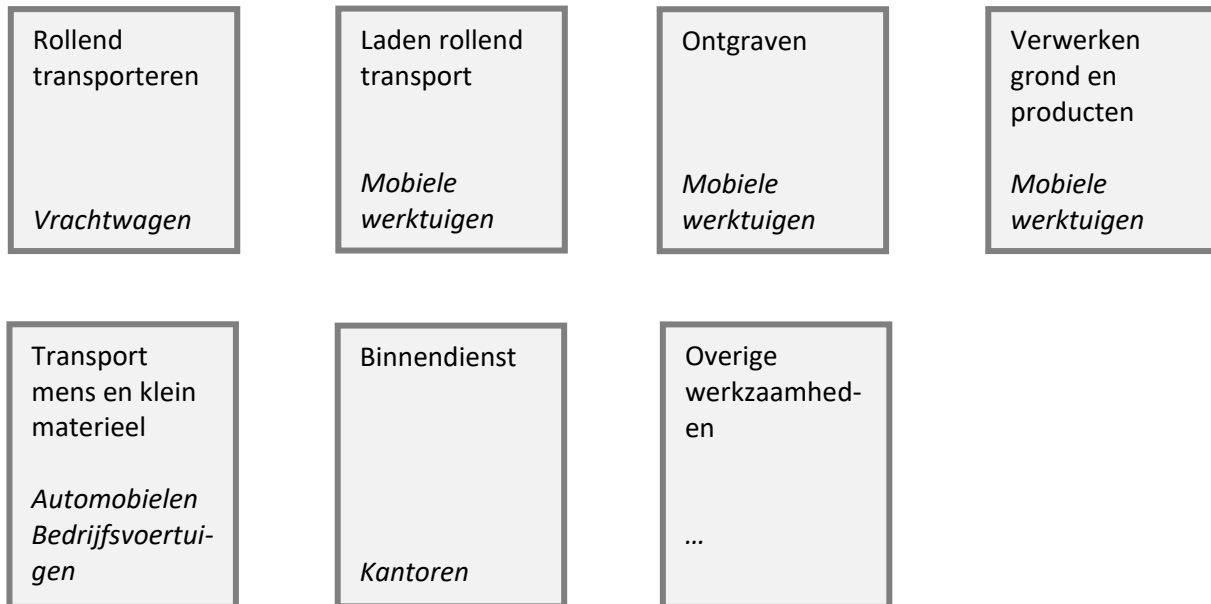 Rollend
transporteren
Vrachtwagen
Laden rollend
transport
Mobiele
werktuigen
Ontgraven
Mobiele
werktuigen
Verwerken
grond en
producten
Mobiele
werktuigen
Transport
mens en klein
materieel
Automobielen
Bedrijfsvoertui-
gen
Binnendienst
Kantoren
Overige
werkzaamhed-
en
...